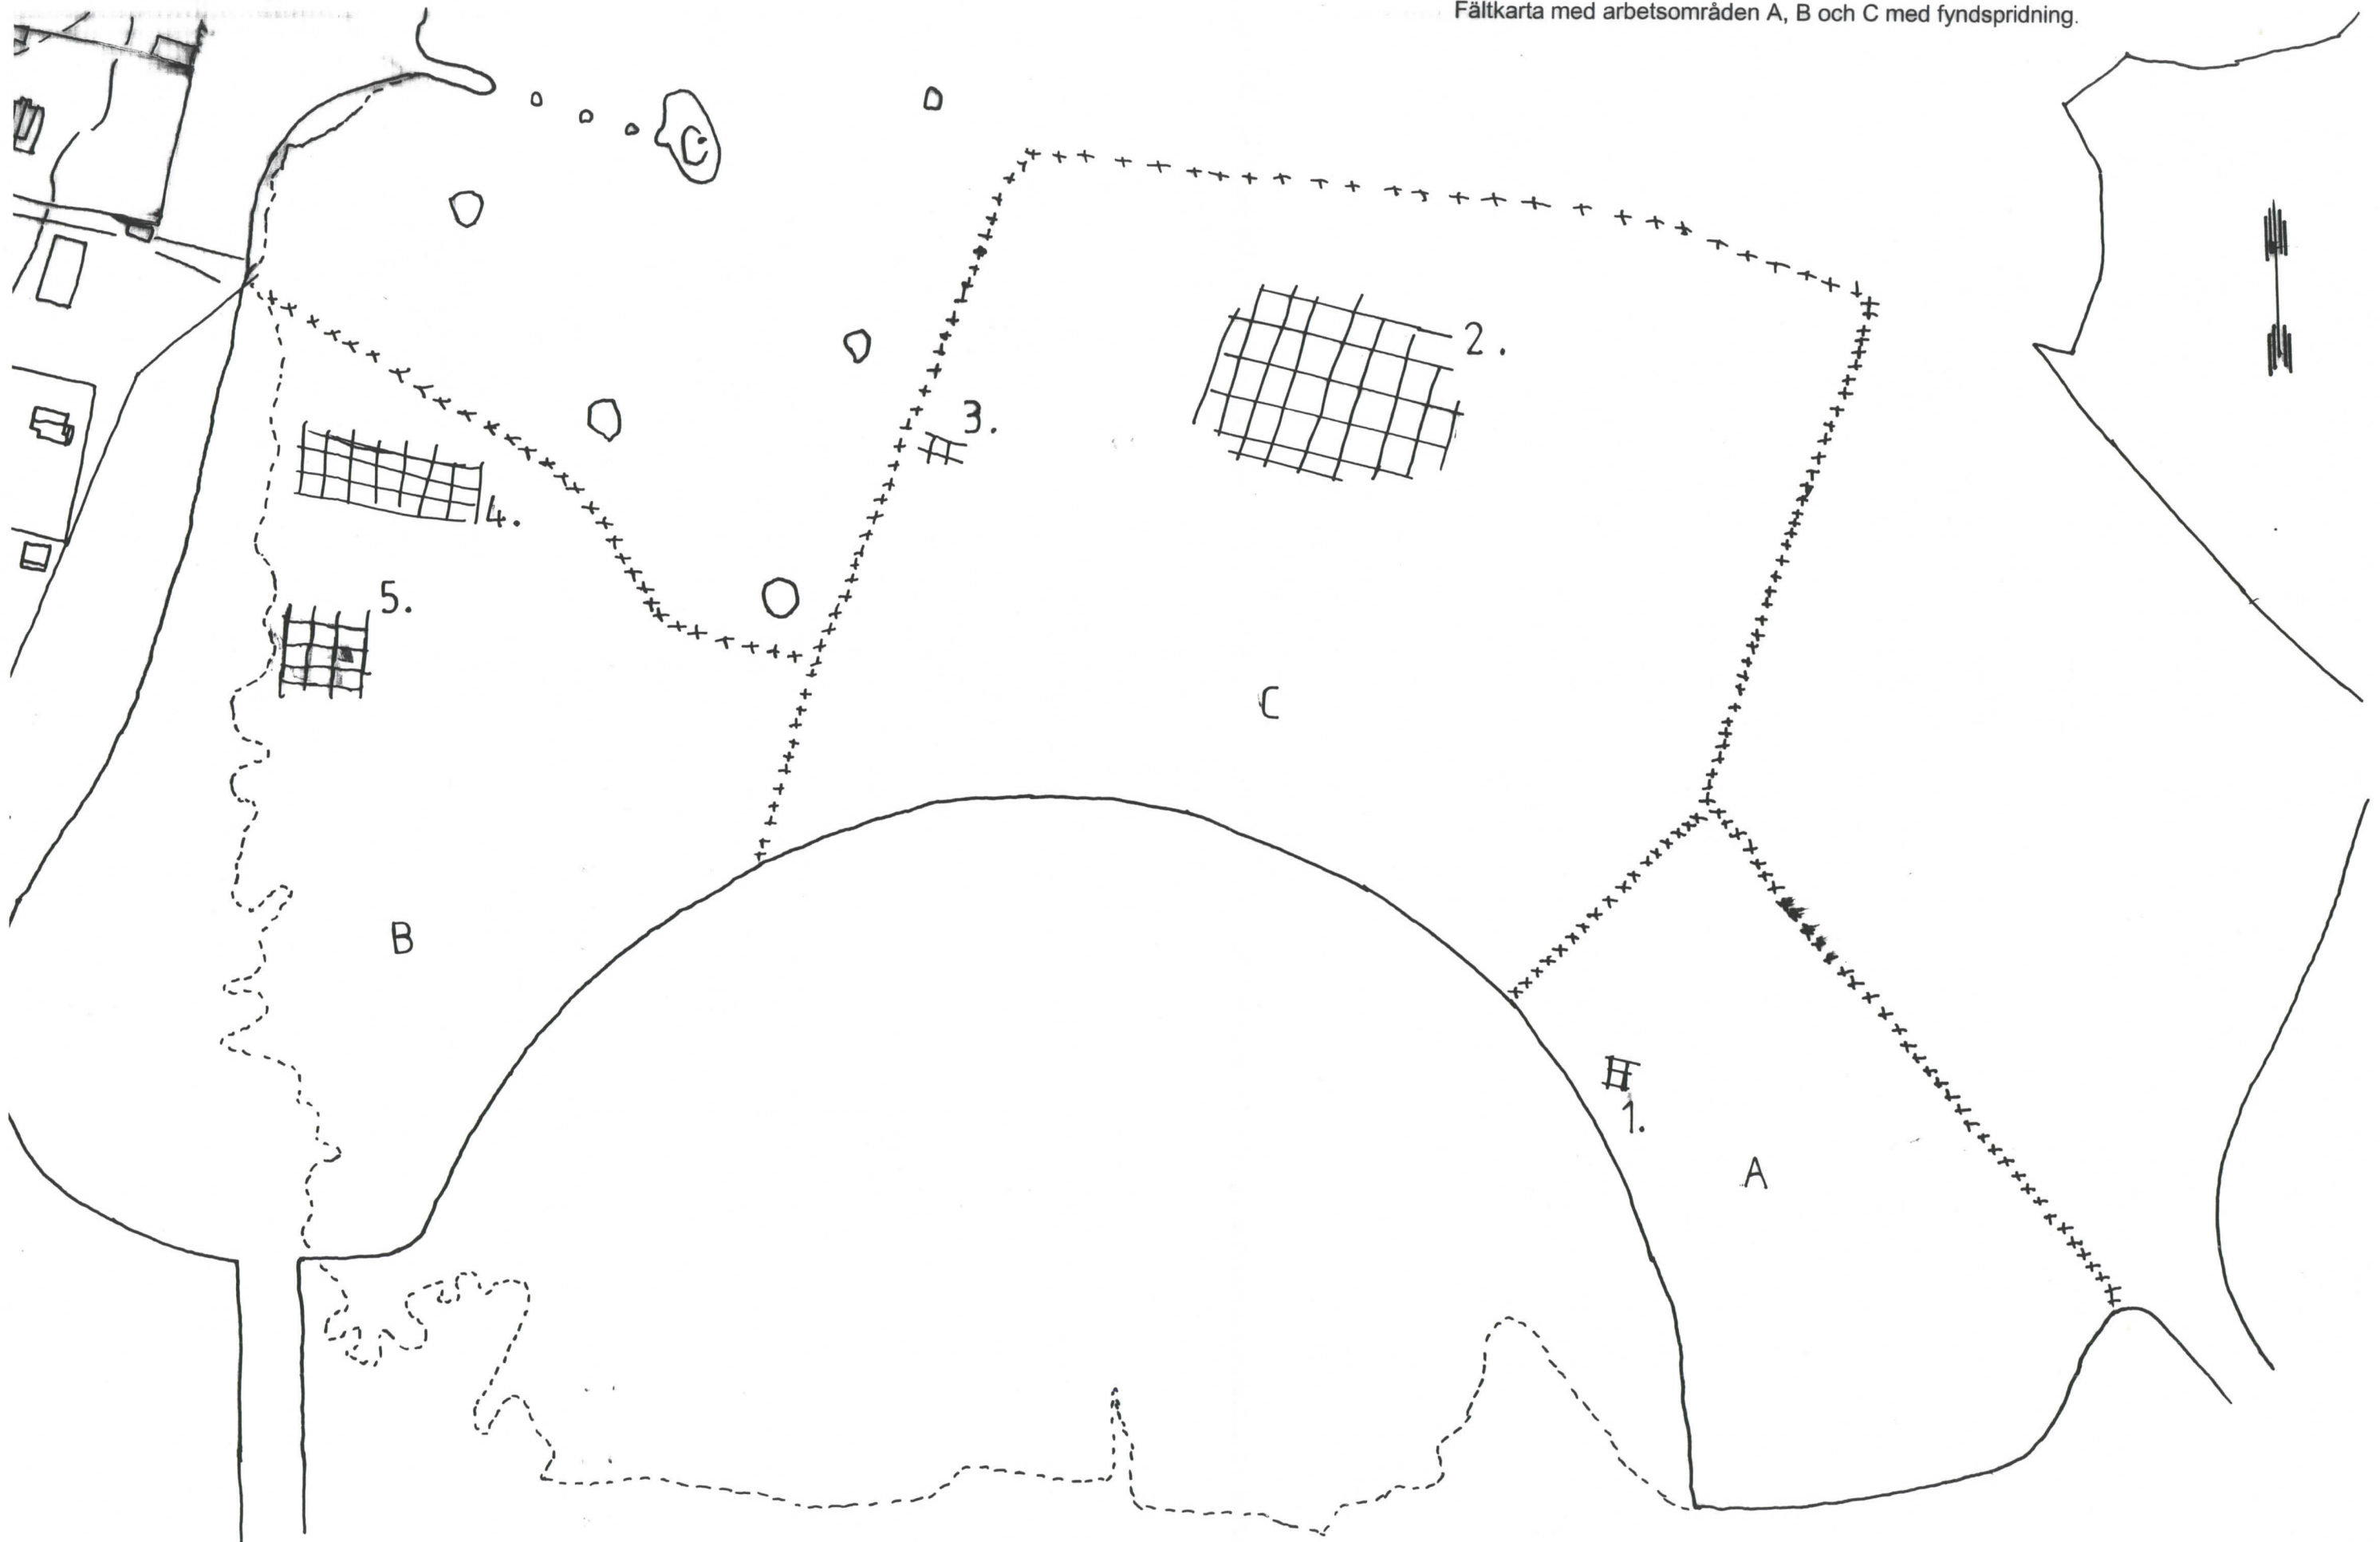 Fältkarta med arbetsområden A, B och C med fyndspridning.
2.
3.
4.
5.
C
B
1.
A